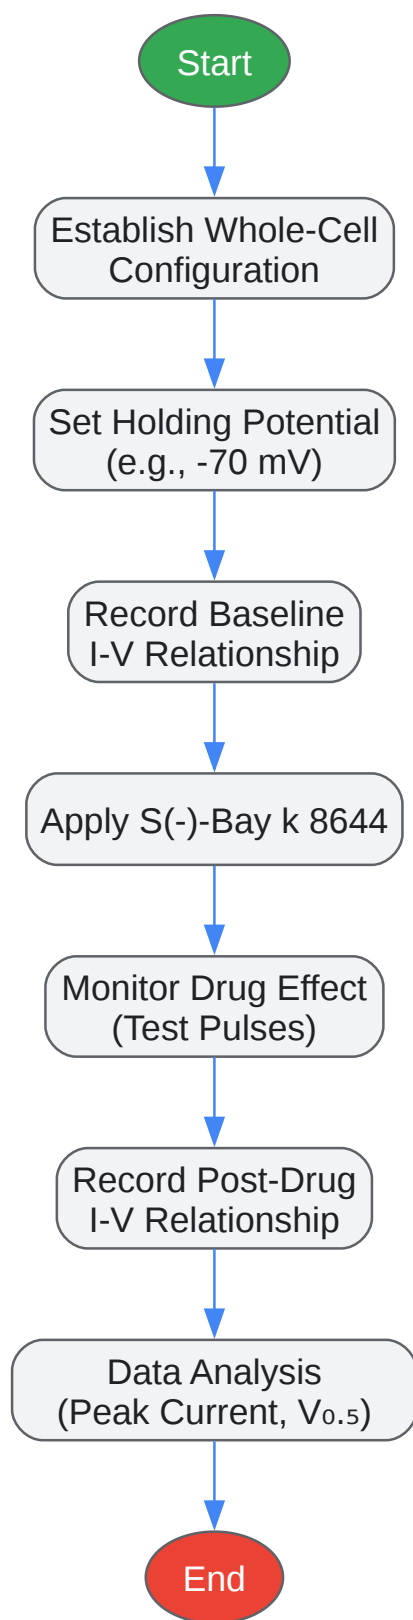 Start
Establish Whole-Cell
Configuration
Set Holding Potential
(e.g., -70 mV)
Record Baseline
I-V Relationship
Apply S(-)-Bay k 8644
Monitor Drug Effect
(Test Pulses)
Record Post-Drug
I-V Relationship
Data Analysis
(Peak Current, V₀.₅)
End